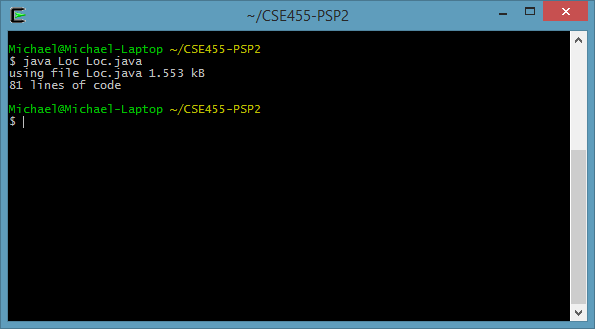 ~/CSE455-PSP2
Michael@Michael-Laptop ~/CSE455-PSP2
$ java Loc Loc.java
using file Loc.java 1.553 kB
81 lines of code
Michael@Michael-Laptop ~/CSE455-PSP2
$